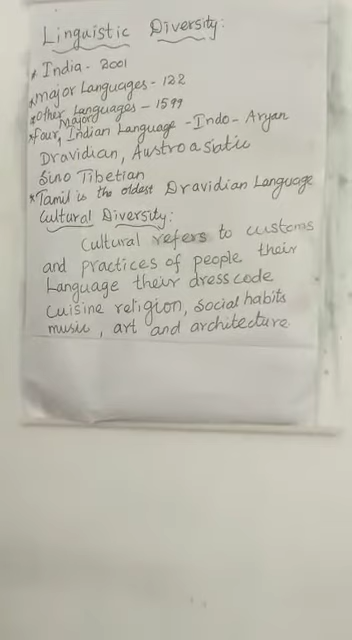 Linguistic Diversity:
* India - 2001
* major Languages - 122
* other Languages - 1599
* four Major Indian Language - Indo - Aryan
Dravidian, Austroasiatic
Sino Tibetian
* Tamil is the oldest Dravidian Language
Cultural Diversity:
Cultural refers to customs
and practices of people their
Language their dress code
cuisine religion, social habits
music, art and architecture.